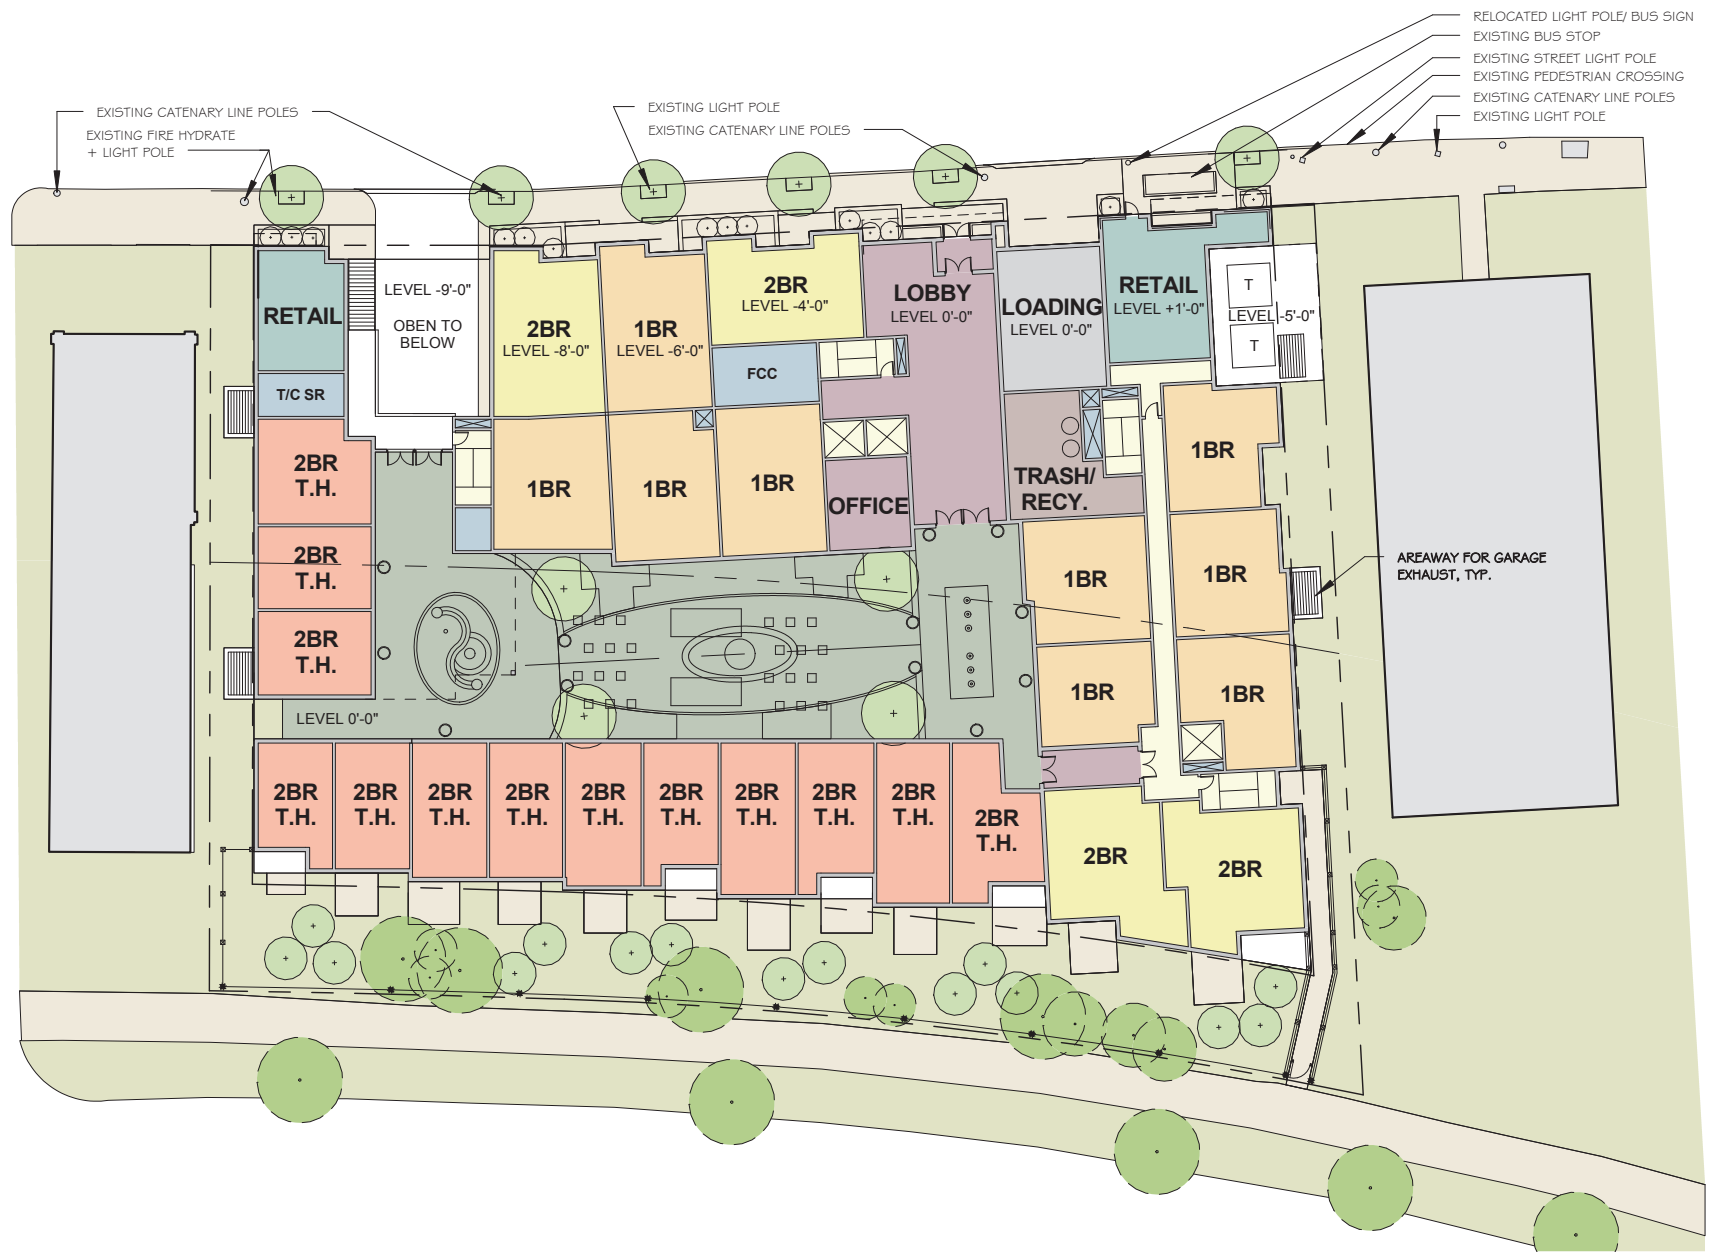 RELOCATED LIGHT POLE/ BUS SIGN
EXISTING BUS STOP
EXISTING STREET LIGHT POLE
EXISTING PEDESTRIAN CROSSING
EXISTING CATENARY LINE POLES
EXISTING LIGHT POLE
EXISTING CATENARY LINE POLES
EXISTING FIRE HYDRATE
+ LIGHT POLE
EXISTING LIGHT POLE
EXISTING CATENARY LINE POLES
RETAIL
LEVEL -9'-0"
OBEN TO
BELOW
2BR
LEVEL -8'-0"
1BR
LEVEL -6'-0"
2BR
LEVEL -4'-0"
LOBBY
LEVEL 0'-0"
LOADING
LEVEL 0'-0"
RETAIL
LEVEL +1'-0"
T
LEVEL -5'-0"
T
T/C SR
FCC
2BR
T.H.
1BR
1BR
1BR
OFFICE
TRASH/
RECY.
1BR
2BR
T.H.
1BR
1BR
AREAWAY FOR GARAGE
EXHAUST, TYP.
2BR
T.H.
1BR
1BR
LEVEL 0'-0"
2BR
T.H.
2BR
T.H.
2BR
T.H.
2BR
T.H.
2BR
T.H.
2BR
T.H.
2BR
T.H.
2BR
T.H.
2BR
T.H.
2BR
T.H.
2BR
2BR